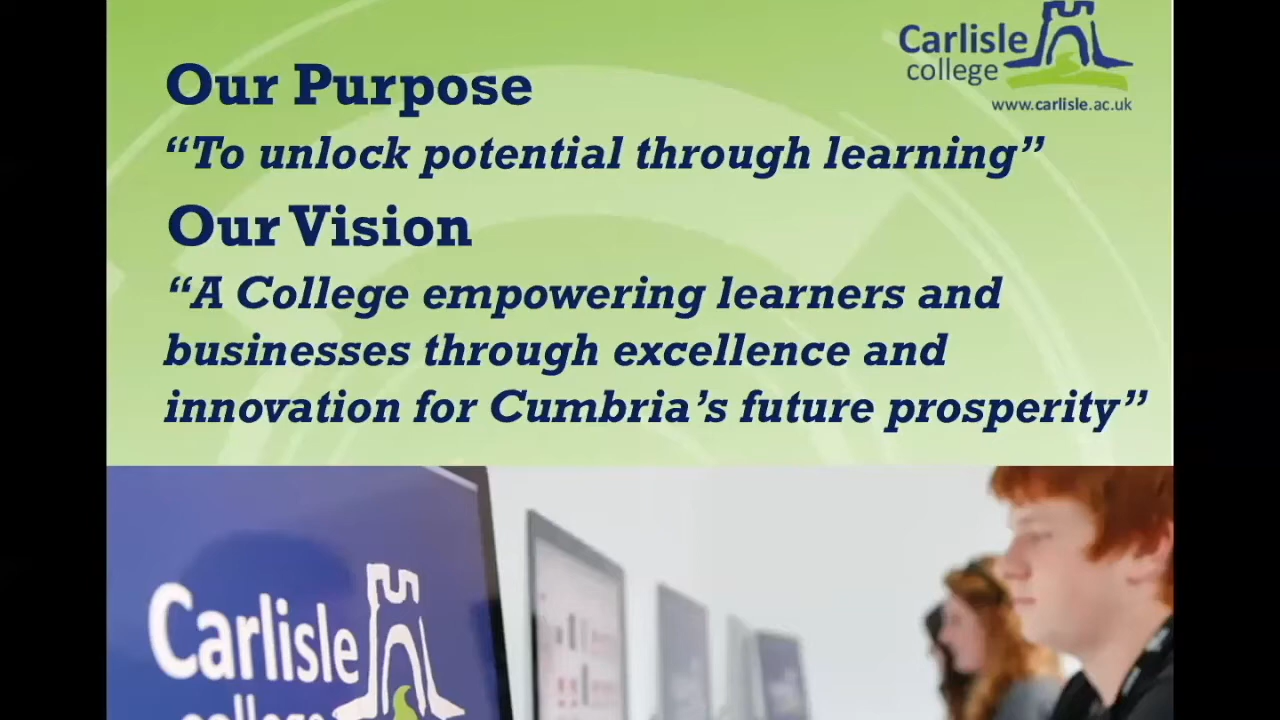 Carlisle
college
www.carlisle.ac.uk
Our Purpose
“To unlock potential through learning”
Our Vision
“A College empowering learners and
businesses through excellence and
innovation for Cumbria’s future prosperity”
Carlisle
college